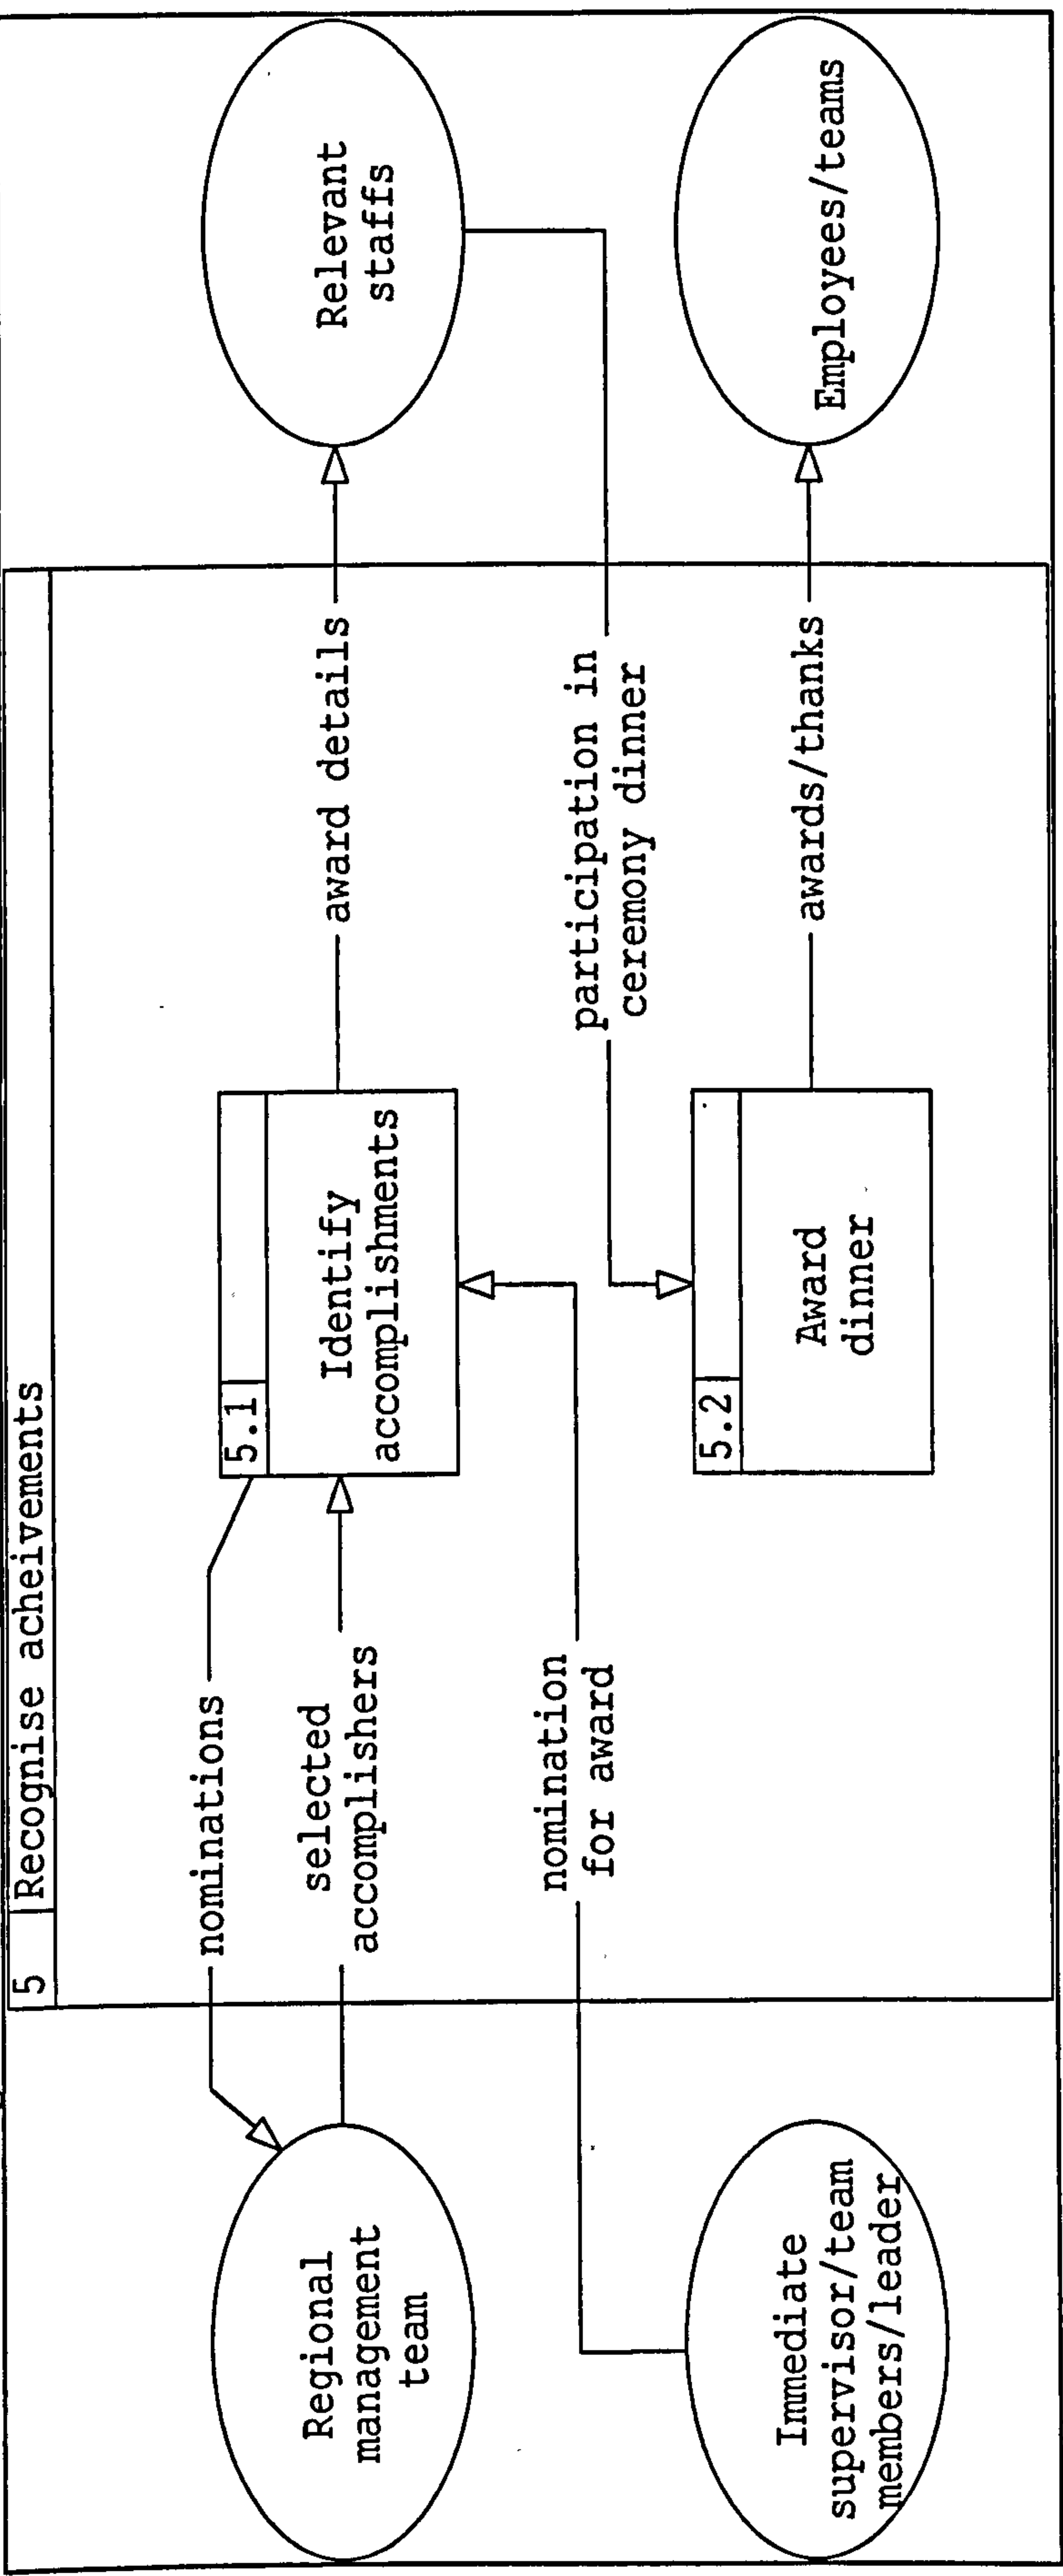 5 Recognise acheivements
nominations
5.1
Regional
management
team
selected
accomplishers
Identify
accomplishments
award details
Relevant
staffs
nomination
for award
participation in
ceremony dinner
5.2
Immediate
supervisor/team
members/leader
Award
dinner
awards/thanks
Employees/teams